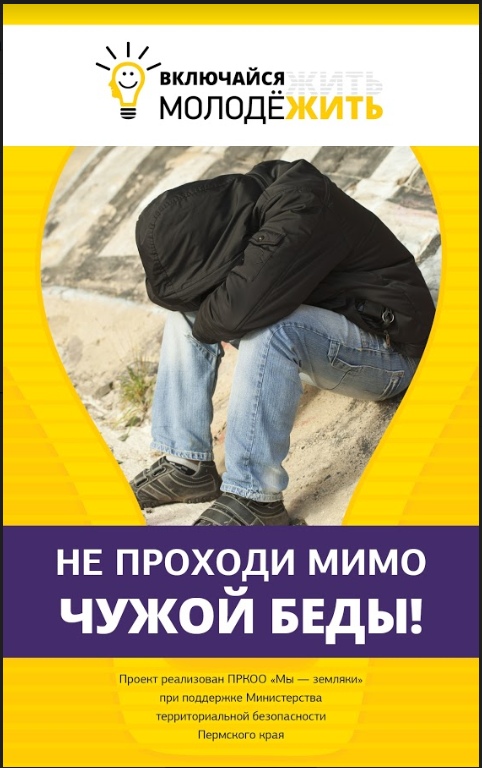 ВКЛЮЧАЙСЯ
МОЛОДЁЖИТЬ
ЖИТЬ
НЕ ПРОХОДИ МИМО
ЧУЖОЙ БЕДЫ!
Проект реализован ПРКОО «Мы — земляки»
при поддержке Министерства
территориальной безопасности
Пермского края